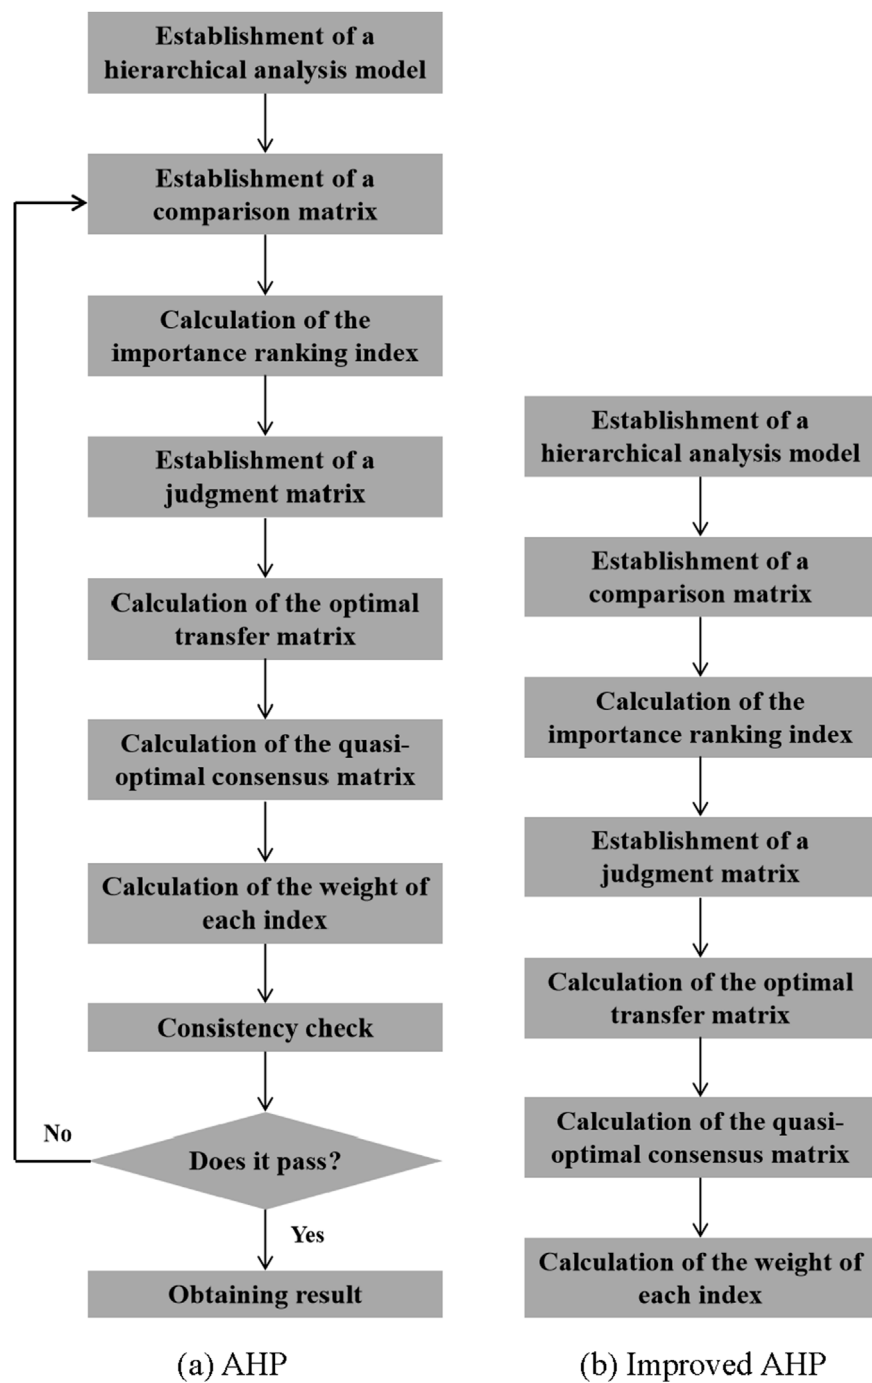 Establishment of a
hierarchical analysis model
Establishment of a
comparison matrix
Calculation of the
importance ranking index
Establishment of a
judgment matrix
Calculation of the optimal
transfer matrix
Calculation of the quasi-
optimal consensus matrix
Calculation of the weight of
each index
Consistency check
No
Does it pass?
Yes
Obtaining result
(a) AHP
Establishment of a
hierarchical analysis model
Establishment of a
comparison matrix
Calculation of the
importance ranking index
Establishment of a
judgment matrix
Calculation of the optimal
transfer matrix
Calculation of the quasi-
optimal consensus matrix
Calculation of the weight of
each index
(b) Improved AHP